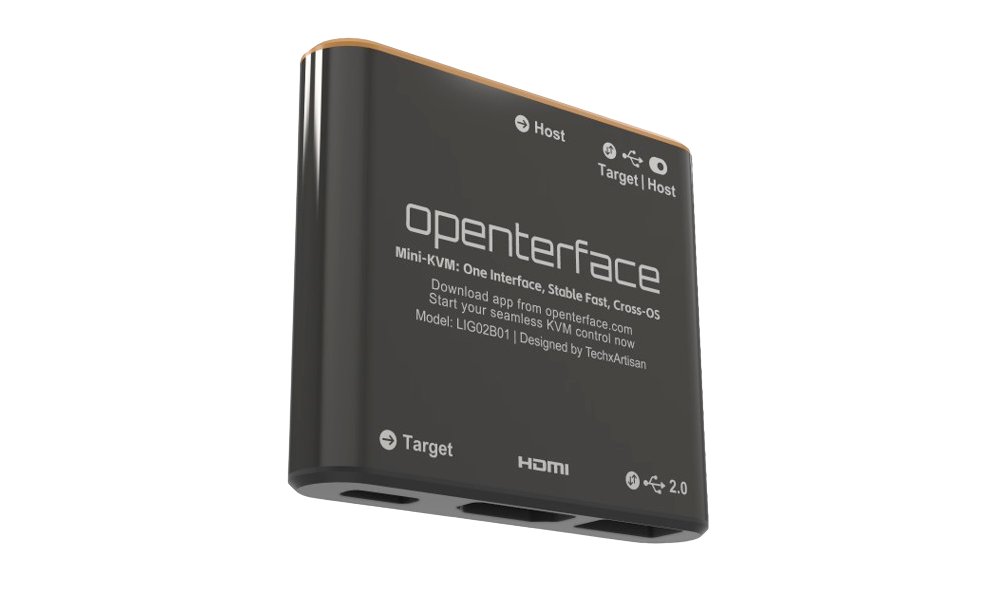 Host
Target | Host
openterface
Mini-KVM: One Interface, Stable Fast, Cross-OS
Download app from openterface.com
Start your seamless KVM control now
Model: LIG02B01 | Designed by TechxArtisan
Target
HDMI
2.0